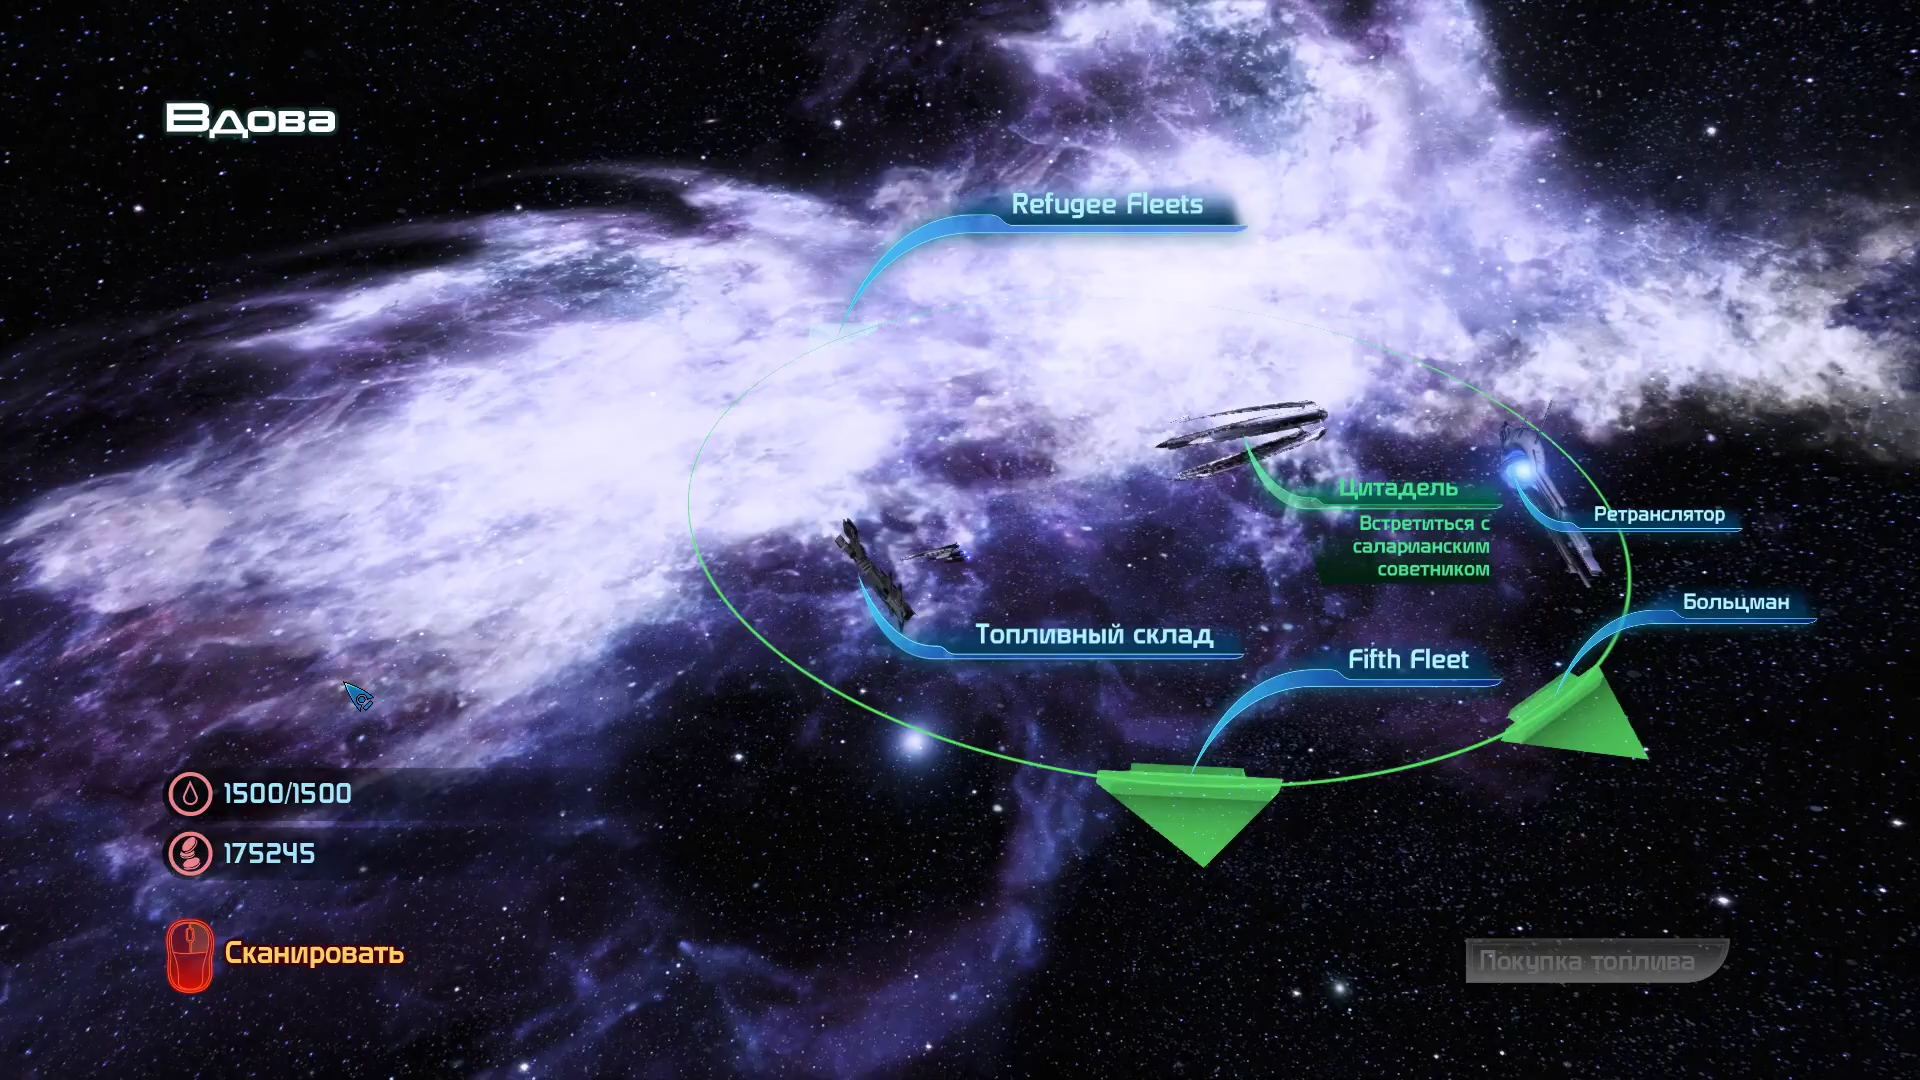 Вдова
Refugee Fleets
Цитадель
Встретиться с
саларианским
советником
Ретранслятор
Больцман
Топливный склад
Fifth Fleet
1500/1500
175245
Сканировать
Покупка топлива